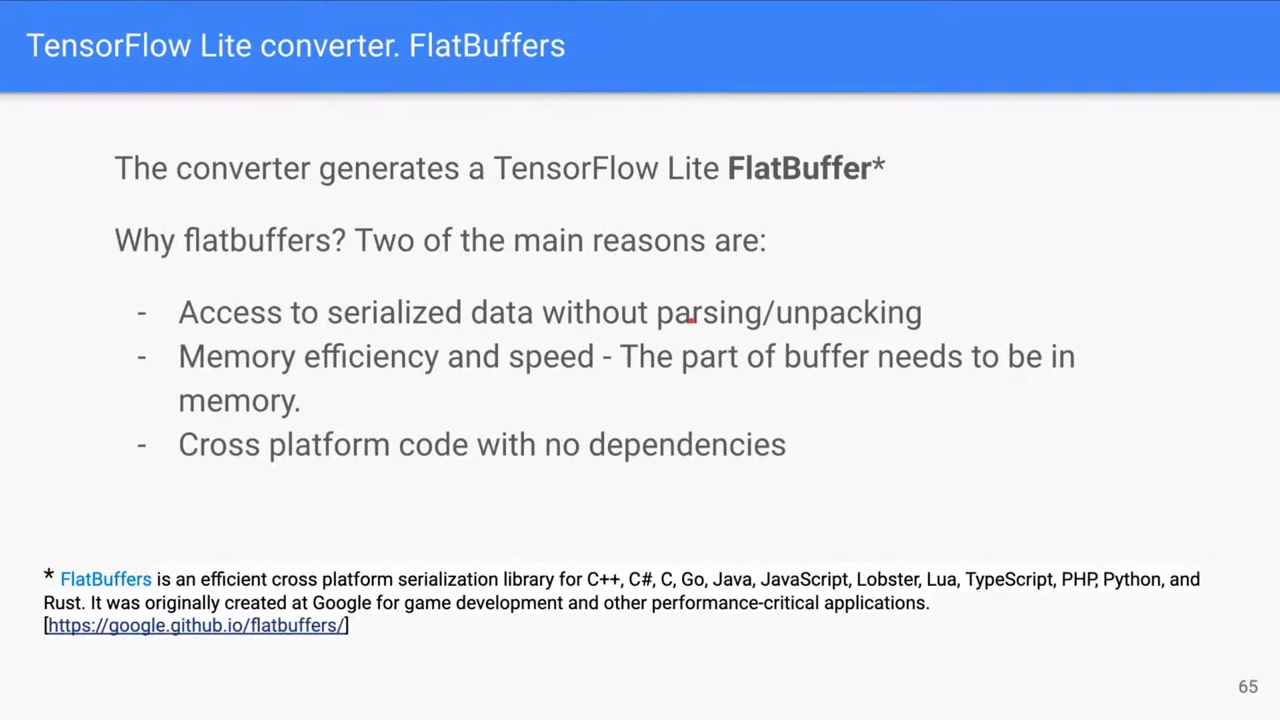 TensorFlow Lite converter. FlatBuffers
The converter generates a TensorFlow Lite FlatBuffer*
Why flatbuffers? Two of the main reasons are:
- Access to serialized data without parsing/unpacking
- Memory efficiency and speed - The part of buffer needs to be in
memory.
- Cross platform code with no dependencies
* FlatBuffers is an efficient cross platform serialization library for C++, C#, C, Go, Java, JavaScript, Lobster, Lua, TypeScript, PHP, Python, and
Rust. It was originally created at Google for game development and other performance-critical applications.
[https://google.github.io/flatbuffers/]
65